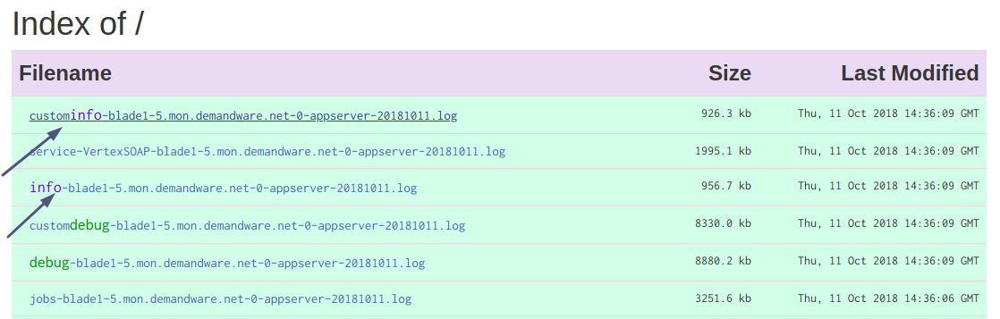 Index of /
Filename Size Last Modified
custominfo-blade1-5.mon.demandware.net-0-appserver-20181011.log 926.3 kb Thu, 11 Oct 2018 14:36:09 GMT
service-VertexSOAP-blade1-5.mon.demandware.net-0-appserver-20181011.log 1995.1 kb Thu, 11 Oct 2018 14:36:09 GMT
info-blade1-5.mon.demandware.net-0-appserver-20181011.log 956.7 kb Thu, 11 Oct 2018 14:36:09 GMT
customdebug-blade1-5.mon.demandware.net-0-appserver-20181011.log 8330.0 kb Thu, 11 Oct 2018 14:36:09 GMT
debug-blade1-5.mon.demandware.net-0-appserver-20181011.log 8880.2 kb Thu, 11 Oct 2018 14:36:09 GMT
jobs-blade1-5.mon.demandware.net-0-appserver-20181011.log 3251.6 kb Thu, 11 Oct 2018 14:36:06 GMT